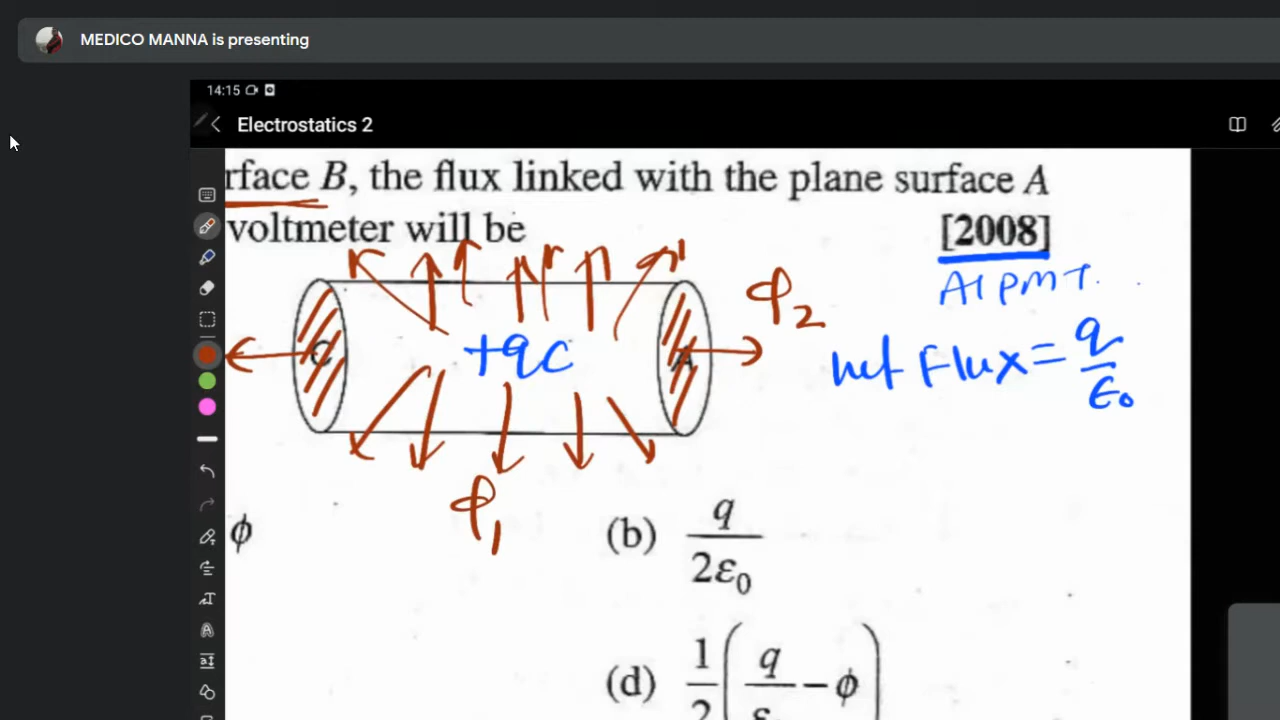 MEDICO MANNA is presenting
14:15
Electrostatics 2
rface B, the flux linked with the plane surface A
voltmeter will be
[2008]
AIPMT.
C
+qC
A
ϕ2
net Flux = q/ε0
ϕ1
ϕ
(b) q/2ε0
(d) 1/2 ( q/ε - ϕ )